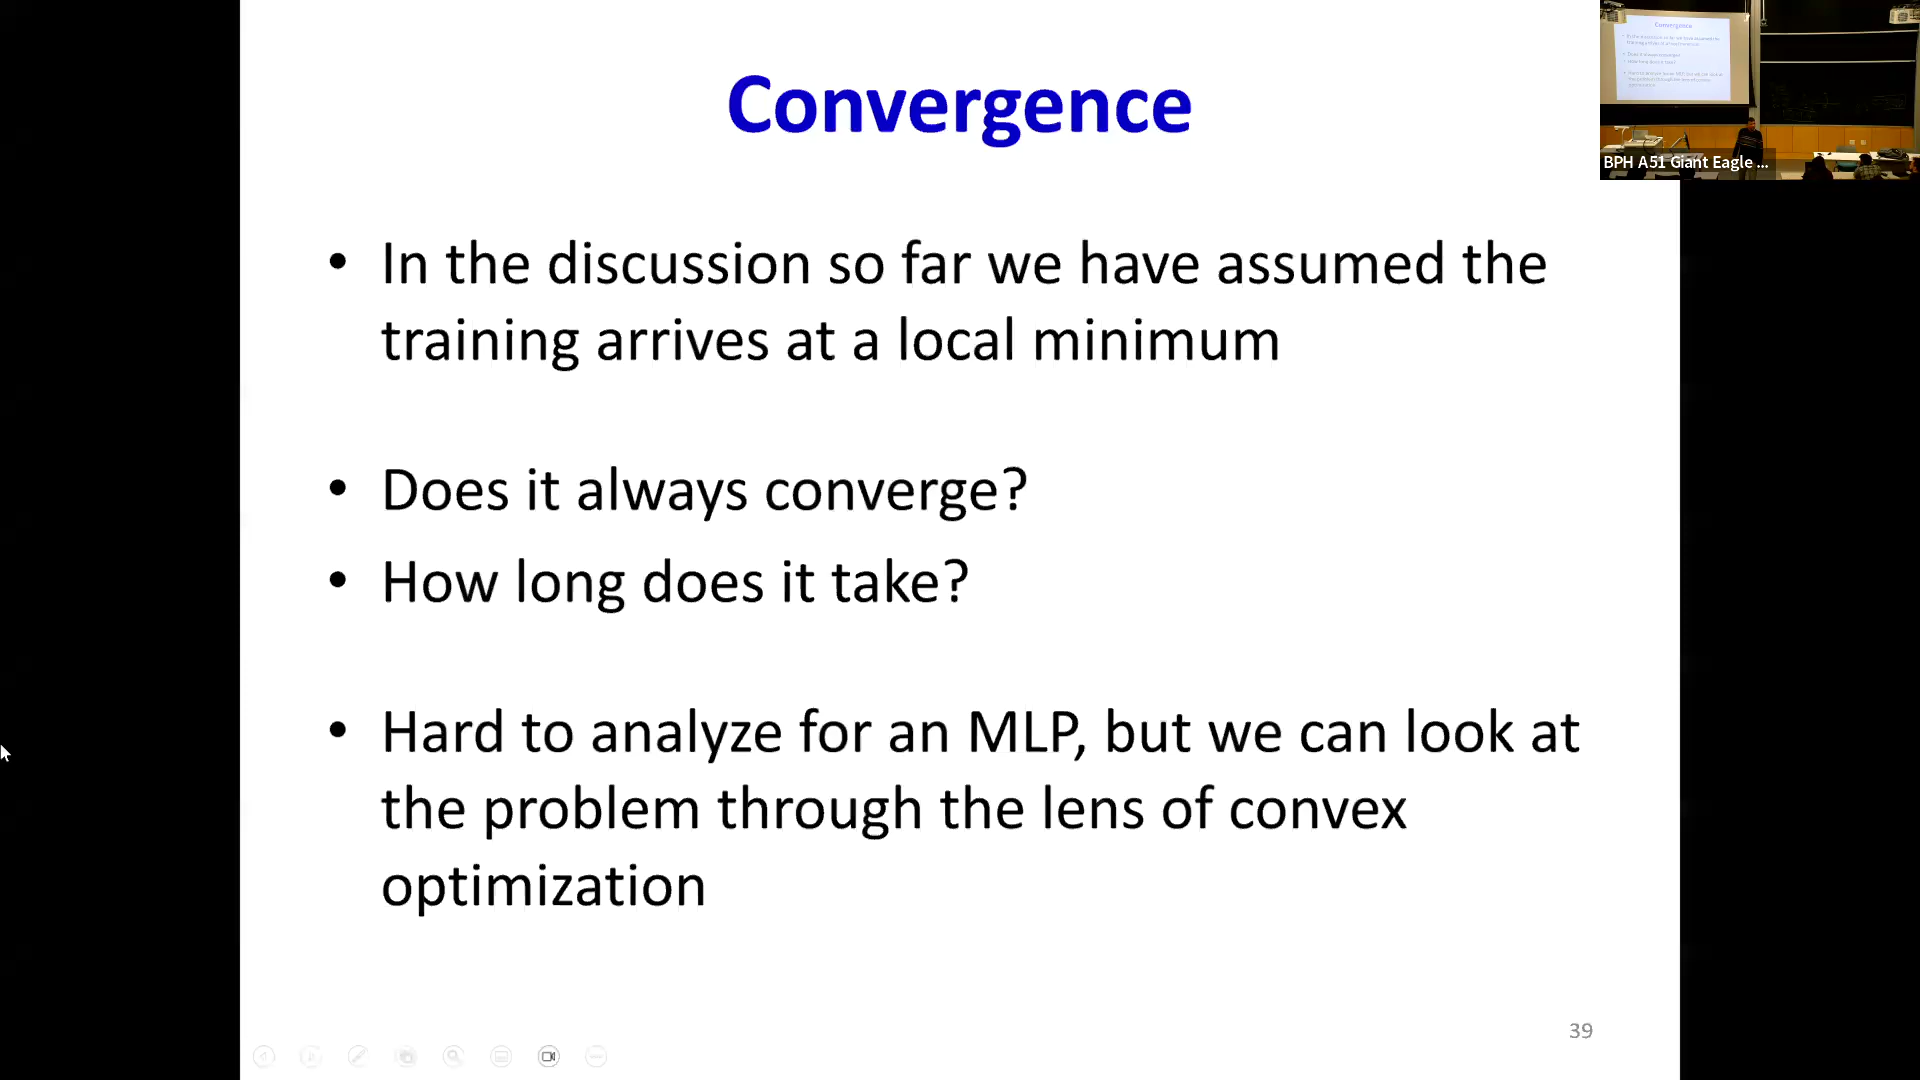 Convergence
• In the discussion so far we have assumed the
training arrives at a local minimum
• Does it always converge?
• How long does it take?
• Hard to analyze for an MLP, but we can look at
the problem through the lens of convex
optimization
39
BPH A51 Giant Eagle ...
Convergence